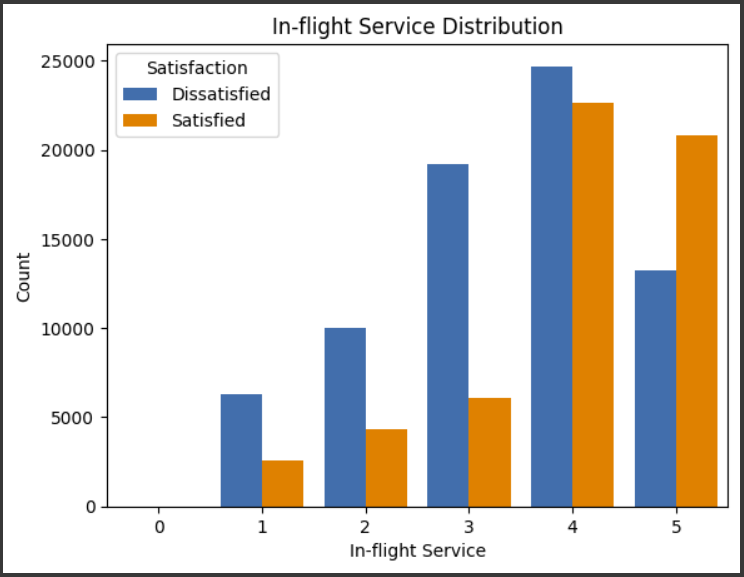 In-flight Service Distribution
Satisfaction
Dissatisfied
Satisfied
25000
20000
15000
10000
5000
0
Count
0 1 2 3 4 5
In-flight Service